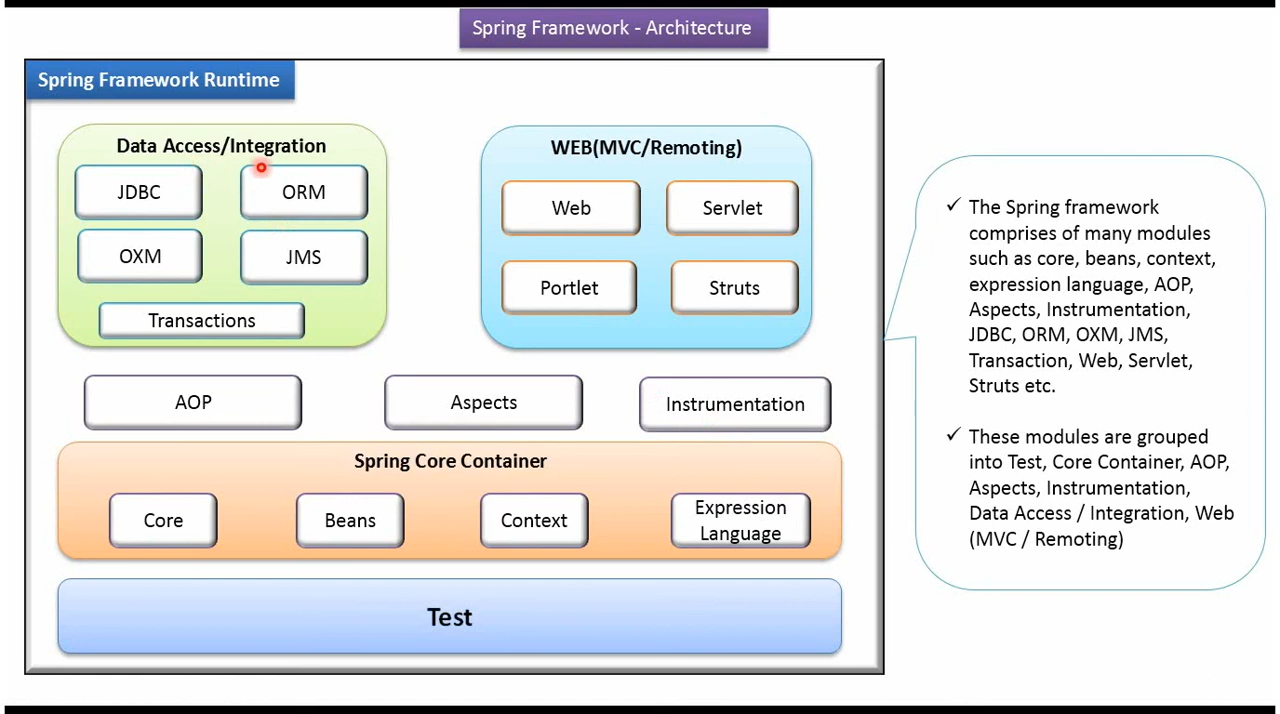 Spring Framework - Architecture
Spring Framework Runtime
Data Access/Integration
JDBC
ORM
OXM
JMS
Transactions
WEB(MVC/Remoting)
Web
Servlet
Portlet
Struts
AOP
Aspects
Instrumentation
Spring Core Container
Core
Beans
Context
Expression
Language
Test
✓ The Spring framework
comprises of many modules
such as core, beans, context,
expression language, AOP,
Aspects, Instrumentation,
JDBC, ORM, OXM, JMS,
Transaction, Web, Servlet,
Struts etc.
✓ These modules are grouped
into Test, Core Container, AOP,
Aspects, Instrumentation,
Data Access / Integration, Web
(MVC / Remoting)